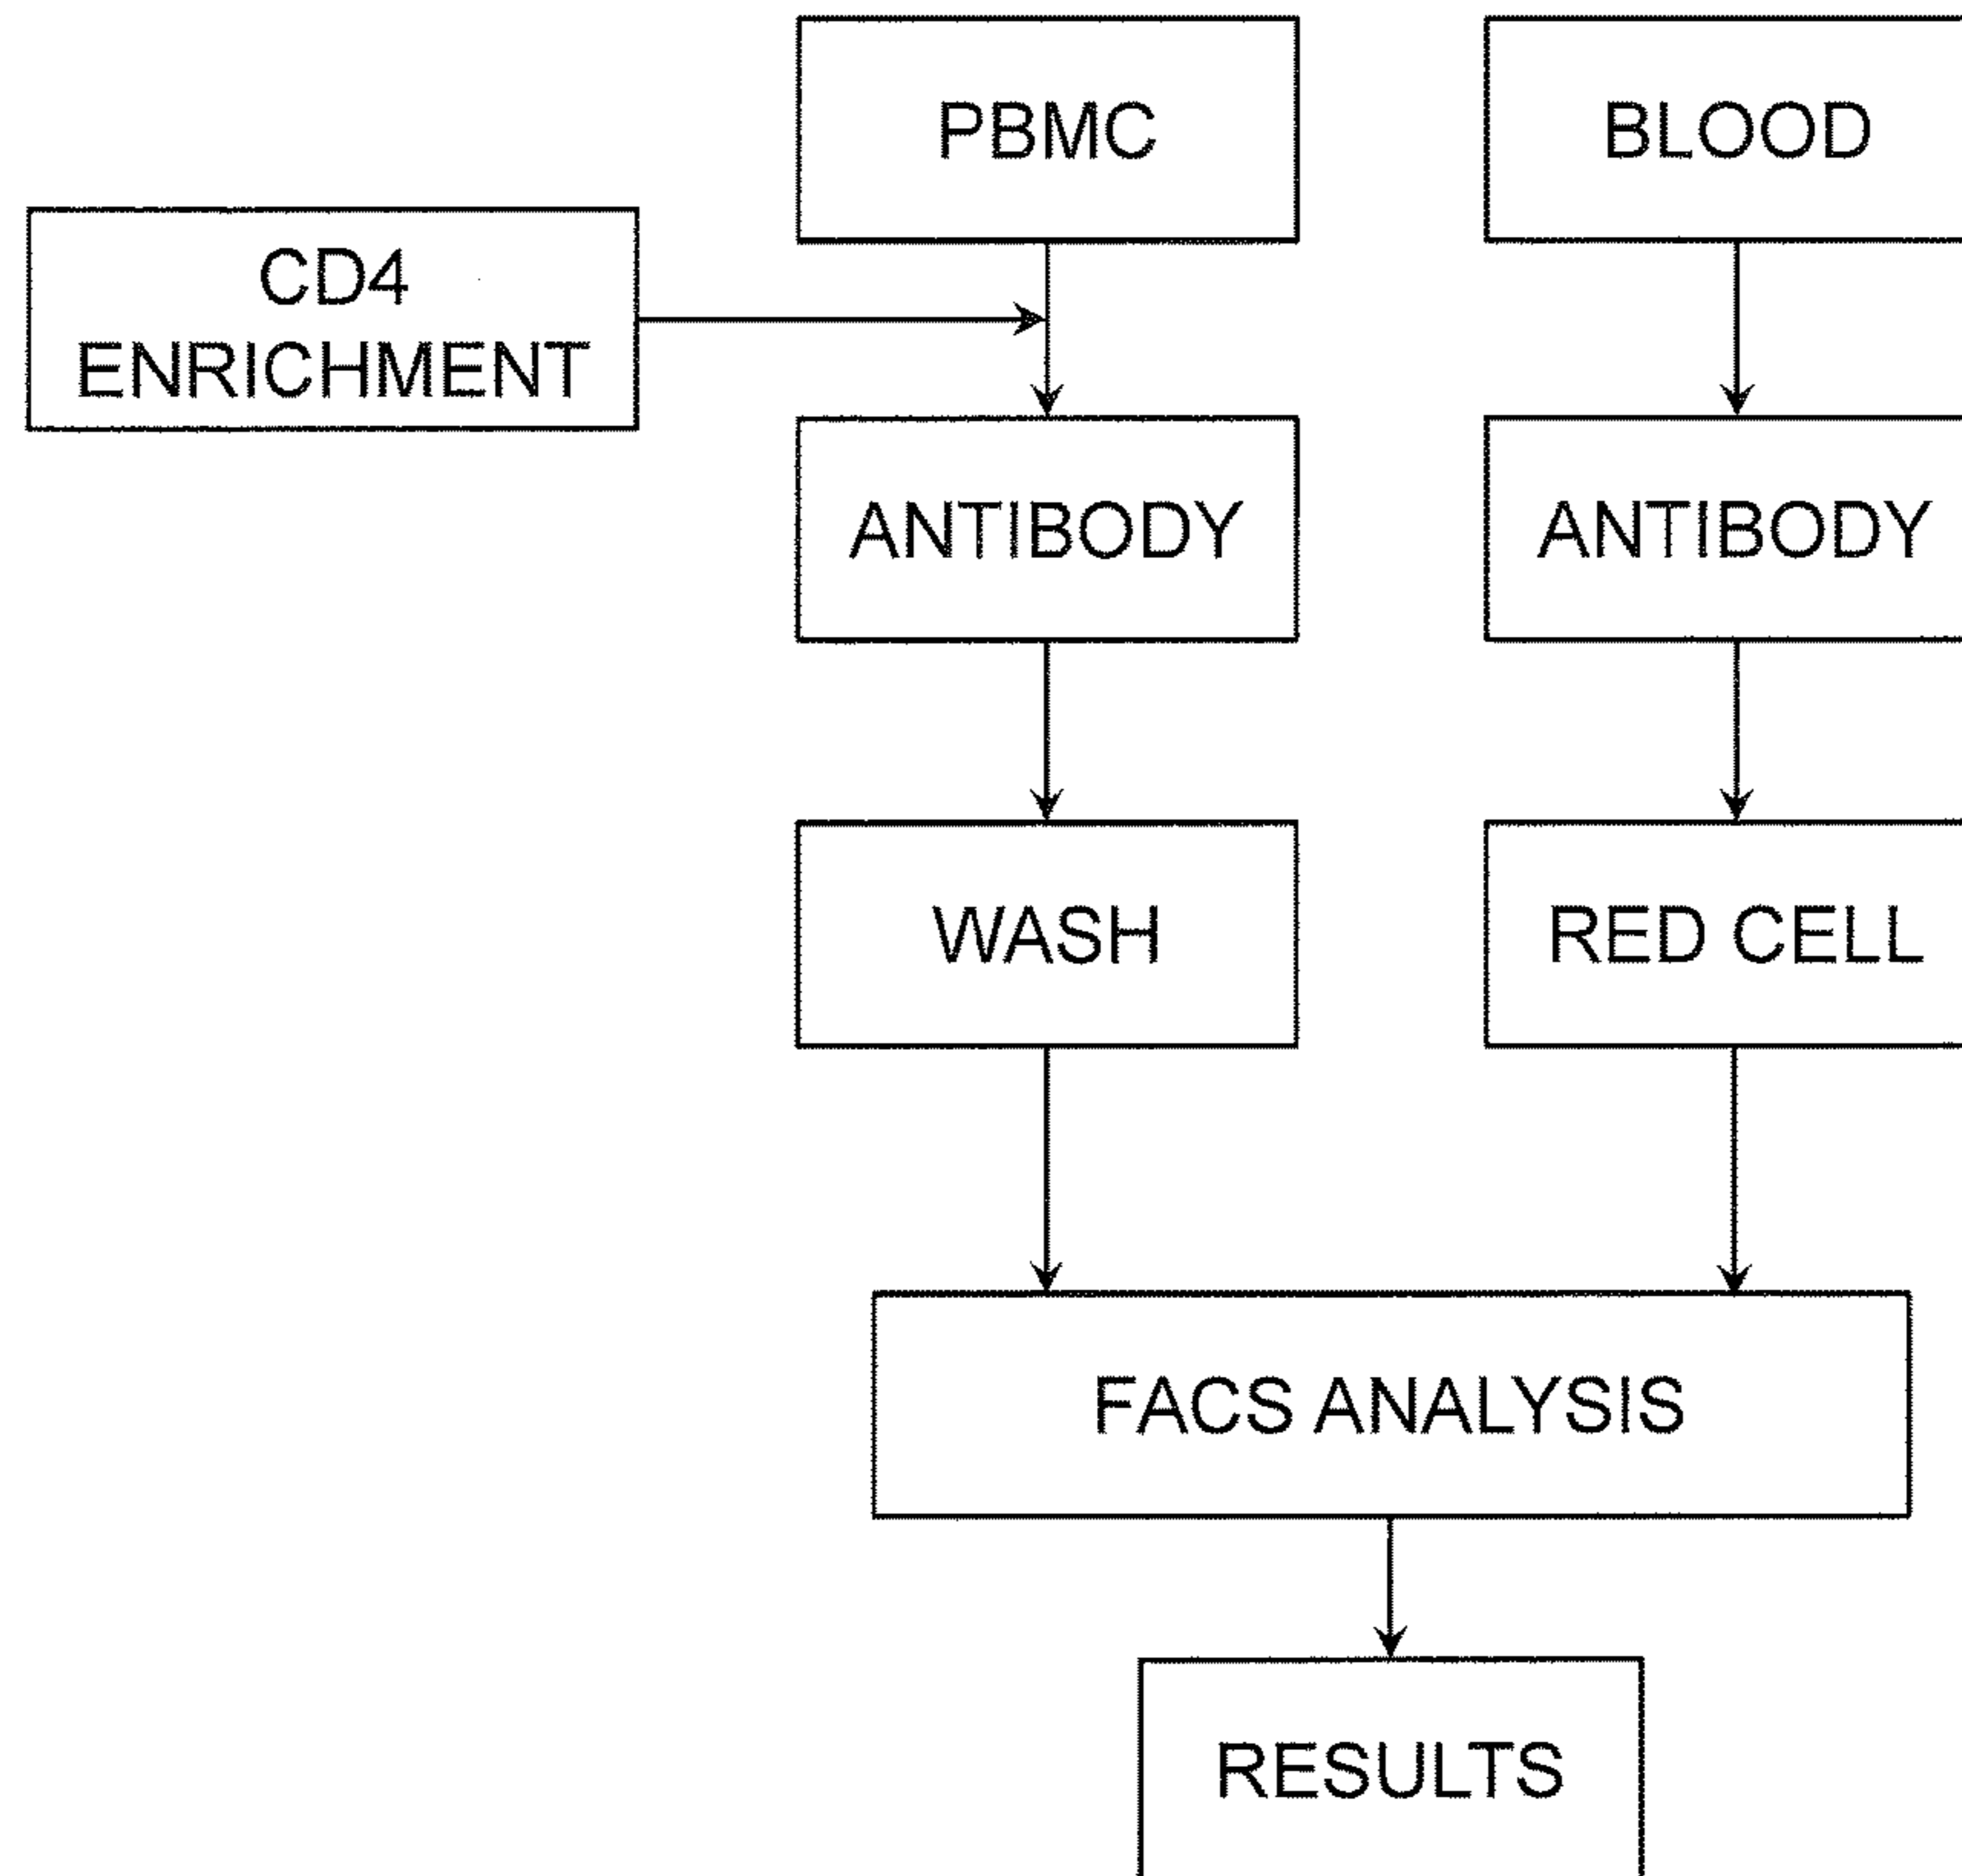 PBMC
BLOOD
CD4
ENRICHMENT
ANTIBODY
ANTIBODY
WASH
RED CELL
FACS ANALYSIS
RESULTS